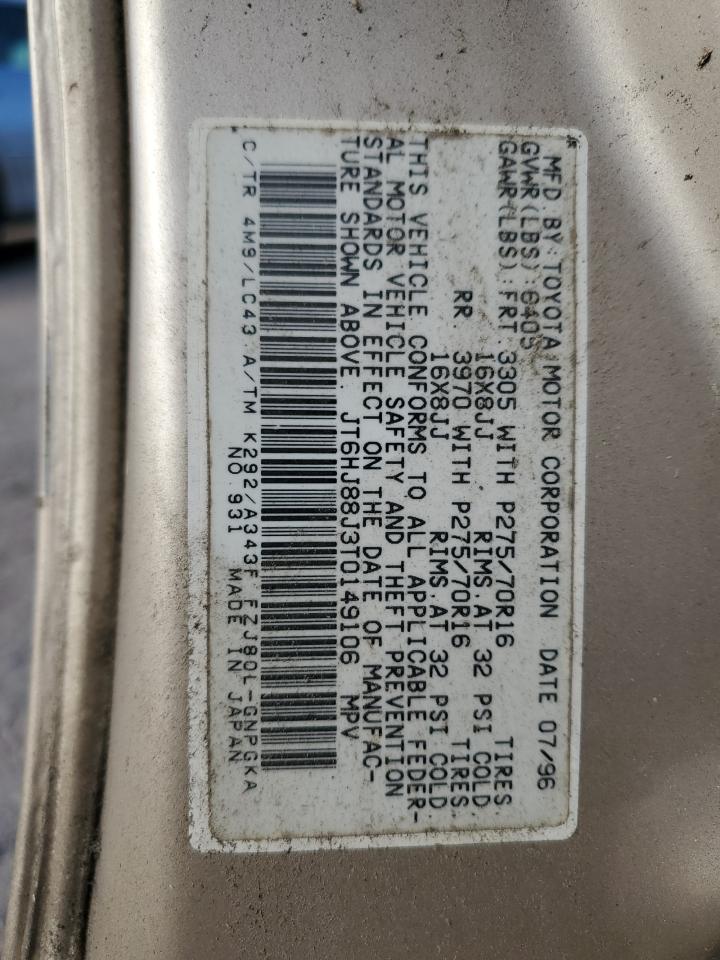 MFD BY:TOYOTA MOTOR CORPORATION DATE 07/96
GVWR(LBS):6405
GAWR(LBS):FRT.3305 WITH P275/70R16 TIRES.
16X8JJ RIMS.AT 32 PSI COLD.
RR. 3970 WITH P275/70R16 TIRES.
16X8JJ RIMS.AT 32 PSI COLD.
THIS VEHICLE CONFORMS TO ALL APPLICABLE FEDER-
AL MOTOR VEHICLE SAFETY AND THEFT PREVENTION
STANDARDS IN EFFECT ON THE DATE OF MANUFAC-
TURE SHOWN ABOVE. JT6HJ88J3T0149106 MPV
C/TR 4M9/LC43 A/TM K292/A343F FZJ80L-GNPGKA
NO.931 MADE IN JAPAN